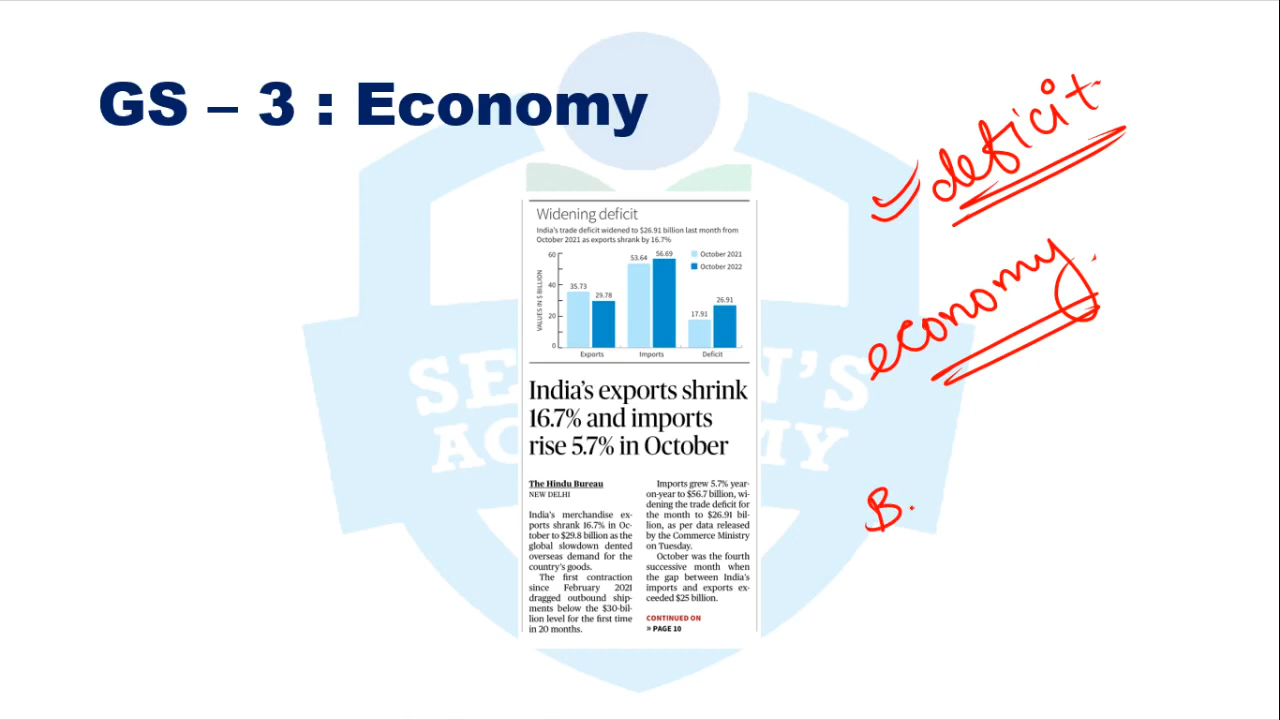 GS – 3 : Economy
deficit
Widening deficit
India's trade deficit widened to $26.91 billion last month from
October 2021 as exports shrank by 16.7%
VALUES IN $ BILLION
60
40
20
0
35.73
29.78
53.64
56.69
17.91
26.91
October 2021
October 2022
Exports
Imports
Deficit
economy
India's exports shrink
16.7% and imports
rise 5.7% in October
The Hindu Bureau
NEW DELHI
India's merchandise ex-
ports shrank 16.7% in Oc-
tober to $29.8 billion as the
global slowdown dented
overseas demand for the
country's goods.
The first contraction
since February 2021
dragged outbound ship-
ments below the $30-bil-
lion level for the first time
in 20 months.
Imports grew 5.7% year-
on-year to $56.7 billion, wi-
dening the trade deficit for
the month to $26.91 bil-
lion, as per data released
by the Commerce Ministry
on Tuesday.
October was the fourth
successive month when
the gap between India's
imports and exports ex-
ceeded $25 billion.
CONTINUED ON
» PAGE 10
B.